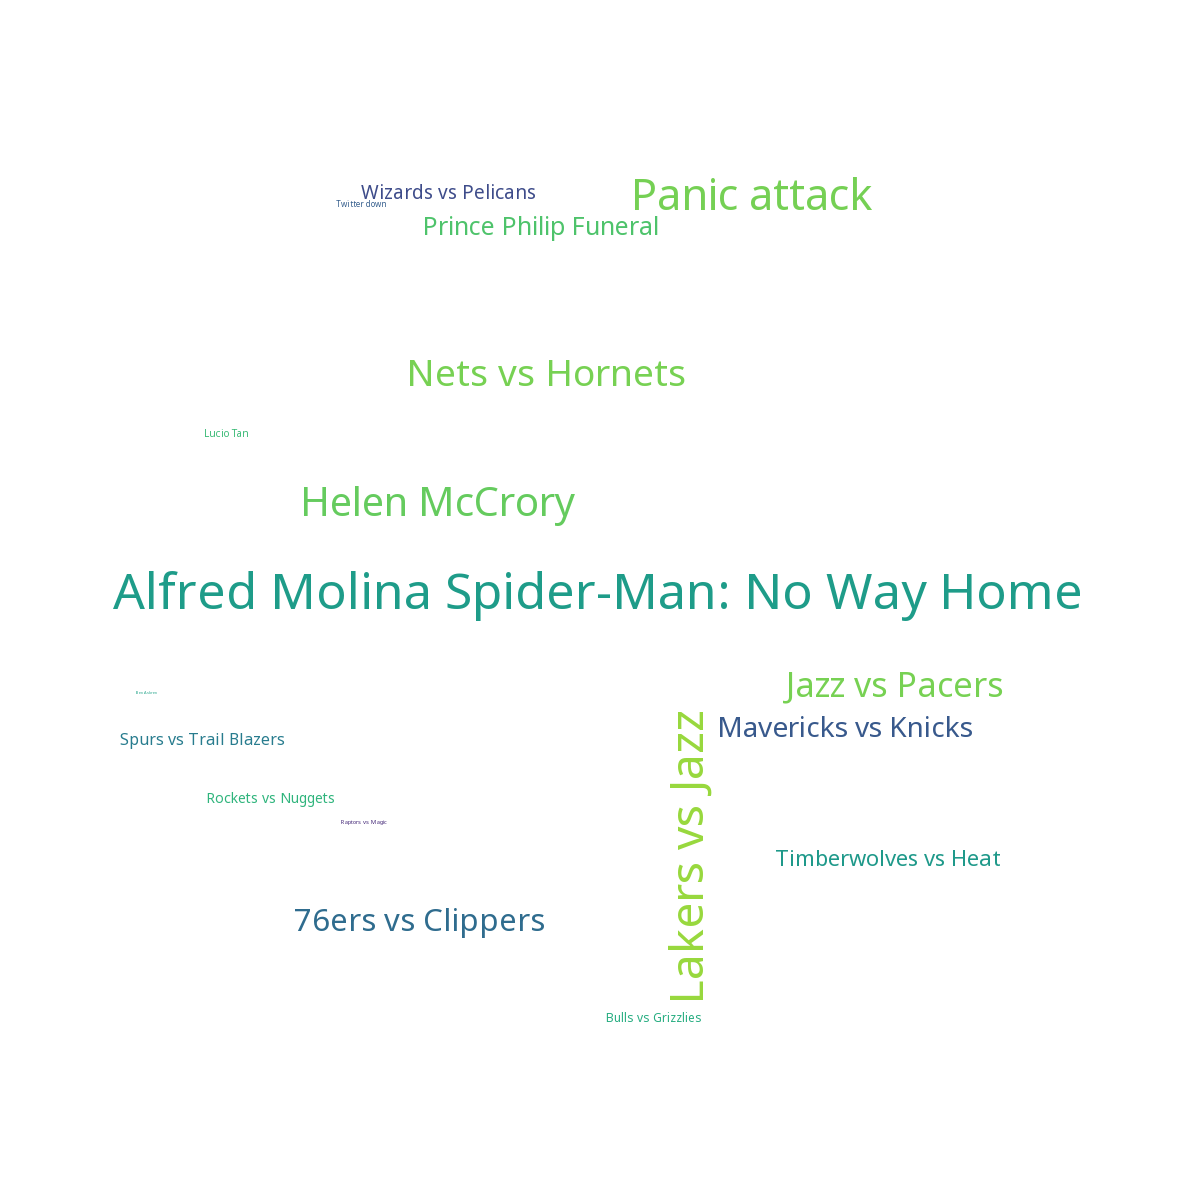 Wizards vs Pelicans
Panic attack
Twitter down
Prince Philip Funeral
Nets vs Hornets
Lucio Tan
Helen McCrory
Alfred Molina Spider-Man: No Way Home
Jazz vs Pacers
Mavericks vs Knicks
Spurs vs Trail Blazers
Lakers vs Jazz
Rockets vs Nuggets
Raptors vs Magic
Timberwolves vs Heat
76ers vs Clippers
Bulls vs Grizzlies